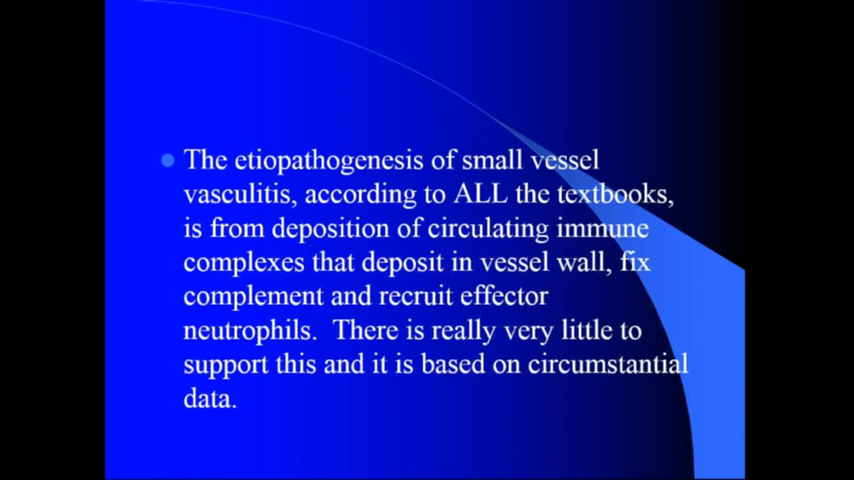 The etiopathogenesis of small vessel
vasculitis, according to ALL the textbooks,
is from deposition of circulating immune
complexes that deposit in vessel wall, fix
complement and recruit effector
neutrophils.  There is really very little to
support this and it is based on circumstantial
data.